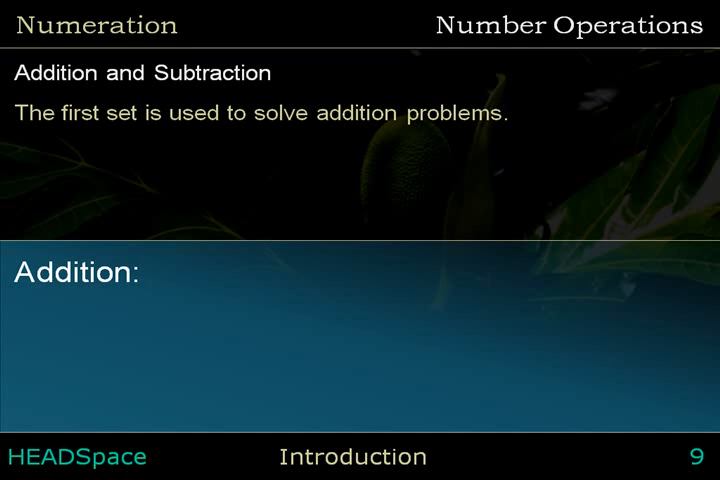 Numeration
Number Operations
Addition and Subtraction
The first set is used to solve addition problems.
Addition:
HEADSpace
Introduction
9